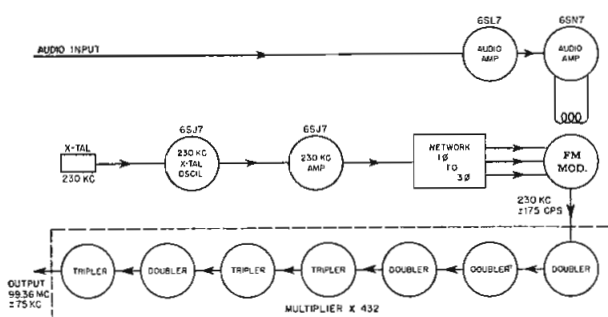 6SL7
6SN7
AUDIO INPUT
AUDIO
AMP
AUDIO
AMP
X-TAL
230 KC
6SJ7
230 KC
X-TAL
OSCIL
6SJ7
230 KC
AMP
NETWORK
1Ø
TO
3Ø
FM
MOD.
230 KC
±175 CPS
OUTPUT
99.36 MC
±75 KC
TRIPLER
DOUBLER
TRIPLER
TRIPLER
DOUBLER
DOUBLER
DOUBLER
MULTIPLIER X 432